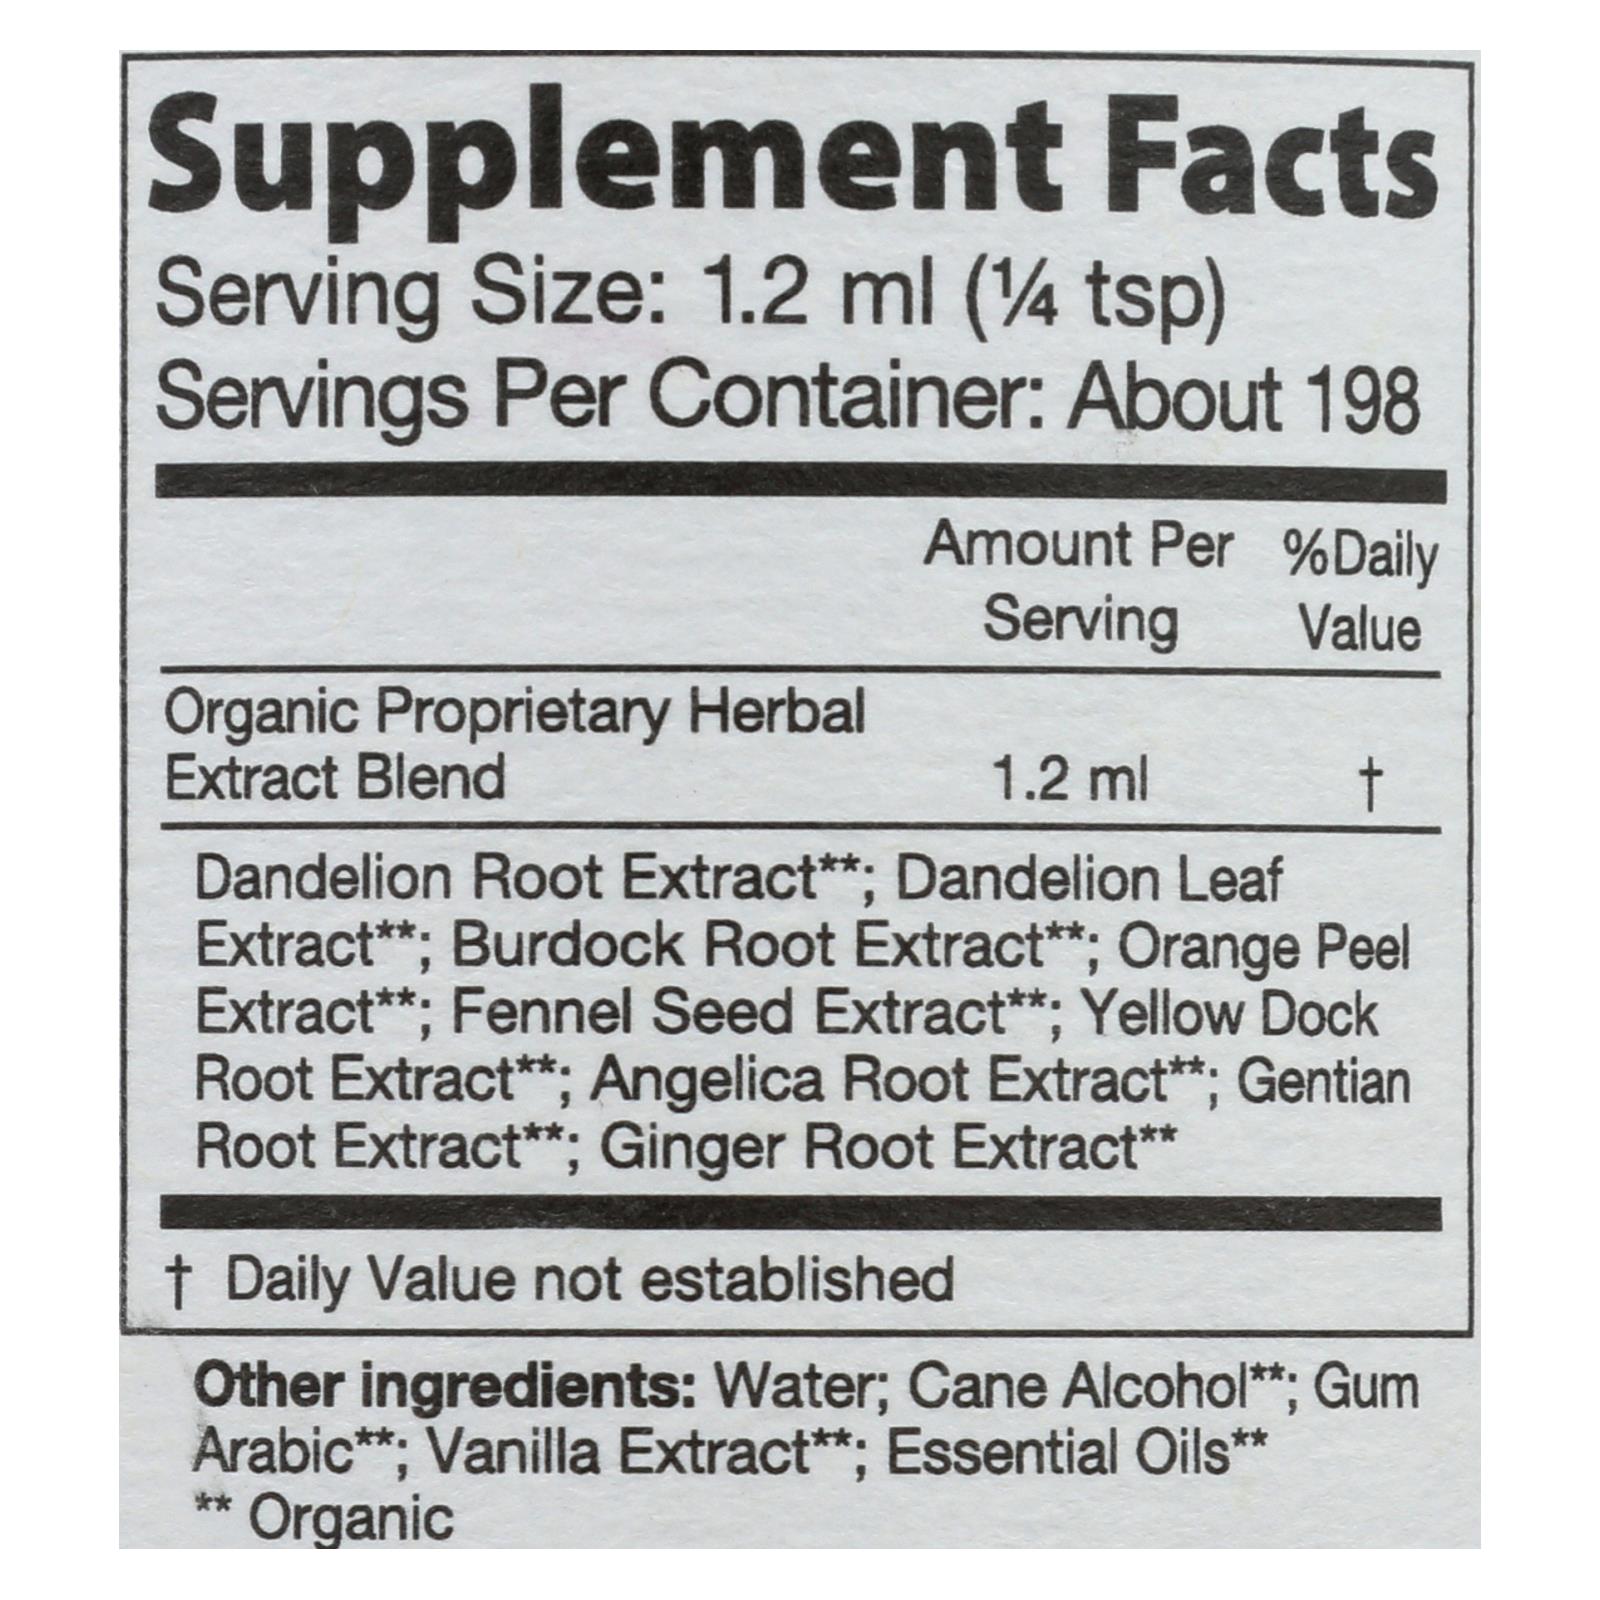 Supplement Facts
Serving Size: 1.2 ml (¼ tsp)
Servings Per Container: About 198
Amount Per %Daily
Serving Value
Organic Proprietary Herbal
Extract Blend 1.2 ml †
Dandelion Root Extract**; Dandelion Leaf
Extract**; Burdock Root Extract**; Orange Peel
Extract**; Fennel Seed Extract**; Yellow Dock
Root Extract**; Angelica Root Extract**; Gentian
Root Extract**; Ginger Root Extract**
† Daily Value not established
Other ingredients: Water; Cane Alcohol**; Gum
Arabic**; Vanilla Extract**; Essential Oils**
** Organic